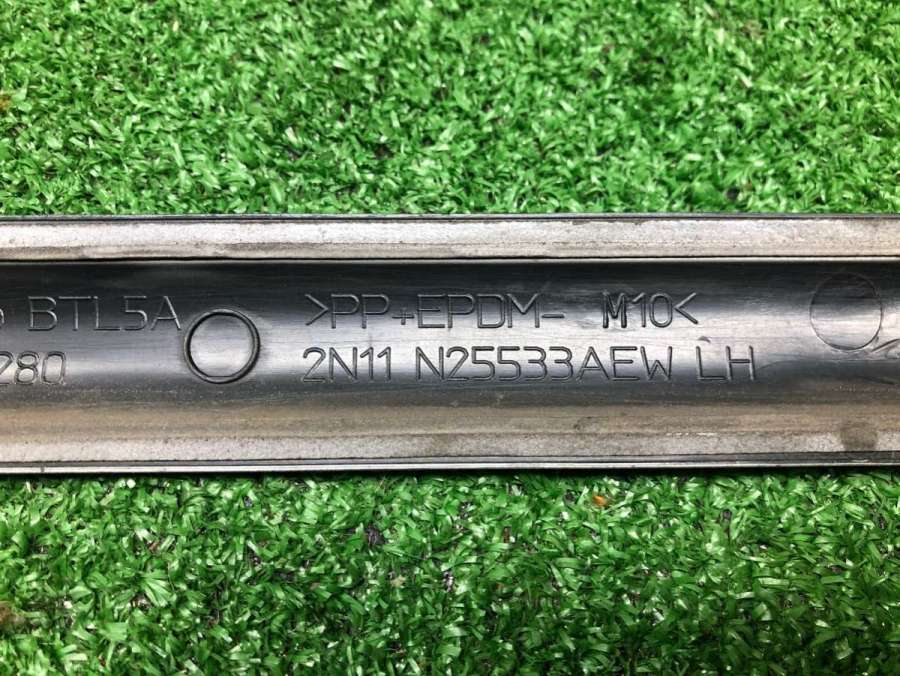 BTL5A >PP+EPDM- M10<
280 2N11 N25533AEW LH